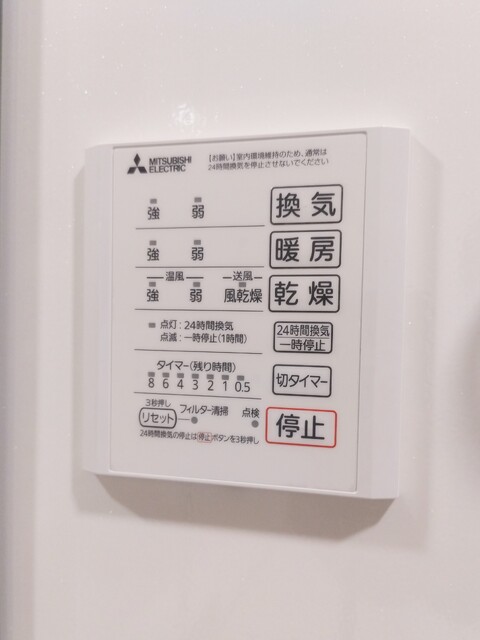 MITSUBISHI
ELECTRIC
【お願い】室内環境維持のため、通常は
24時間換気を停止させないでください
強 弱 換気
強 弱 暖房
温風 送風
強 弱 風乾燥 乾燥
点灯:24時間換気
点滅:一時停止(1時間)
24時間換気
一時停止
タイマー(残り時間)
8 6 4 3 2 1 0.5
切タイマー
3秒押し
リセット フィルター清掃 点検
停止
24時間換気の停止は停止ボタンを3秒押し